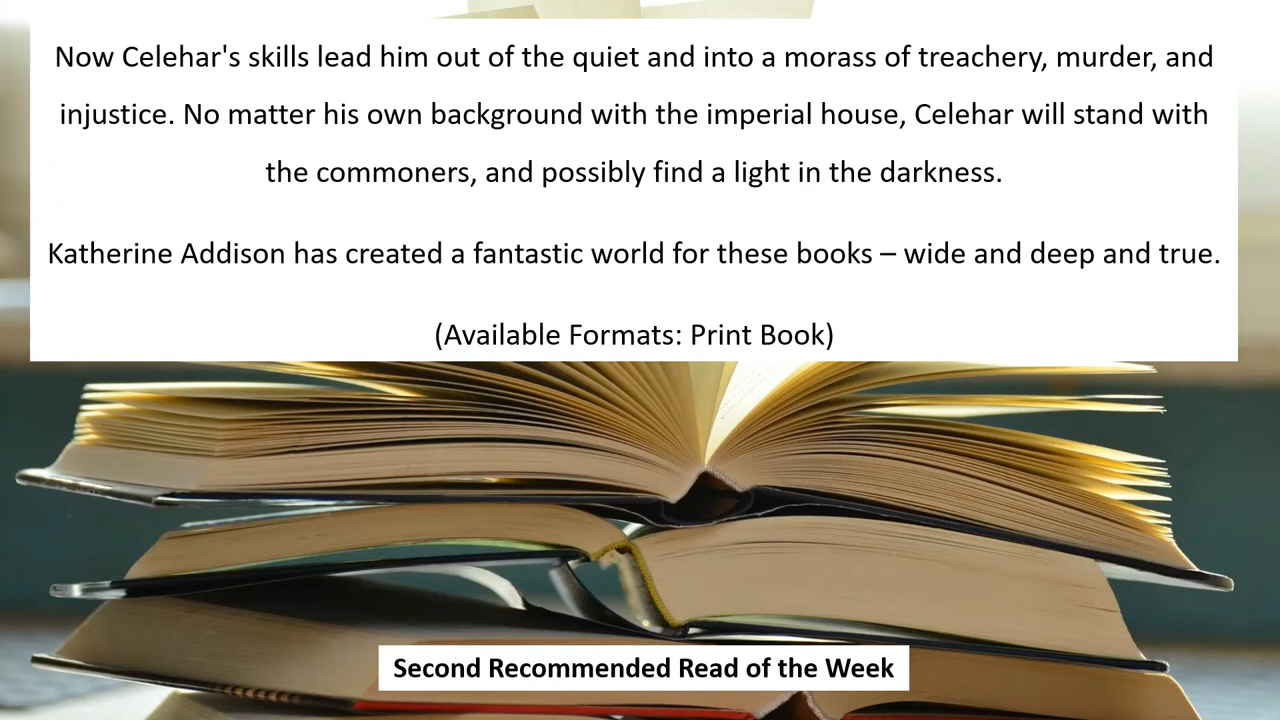 Now Celehar's skills lead him out of the quiet and into a morass of treachery, murder, and
injustice. No matter his own background with the imperial house, Celehar will stand with
the commoners, and possibly find a light in the darkness.
Katherine Addison has created a fantastic world for these books – wide and deep and true.
(Available Formats: Print Book)
Second Recommended Read of the Week